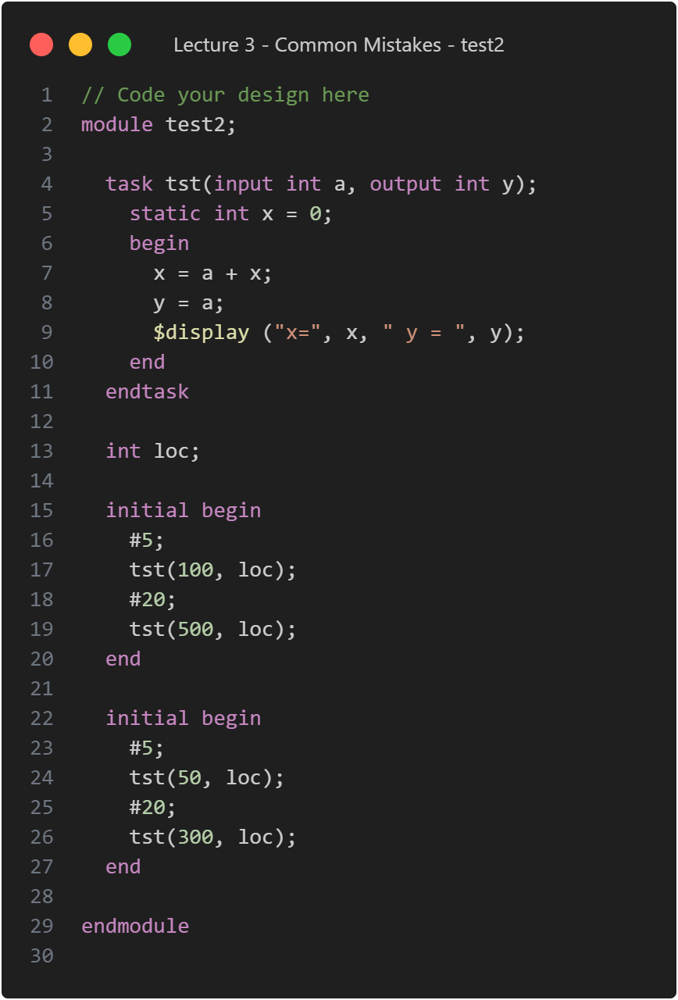 Lecture 3 - Common Mistakes - test2
1 // Code your design here
2 module test2;
3
4   task tst(input int a, output int y);
5     static int x = 0;
6     begin
7       x = a + x;
8       y = a;
9       $display ("x=", x, " y = ", y);
10     end
11   endtask
12
13   int loc;
14
15   initial begin
16     #5;
17     tst(100, loc);
18     #20;
19     tst(500, loc);
20   end
21
22   initial begin
23     #5;
24     tst(50, loc);
25     #20;
26     tst(300, loc);
27   end
28
29 endmodule
30